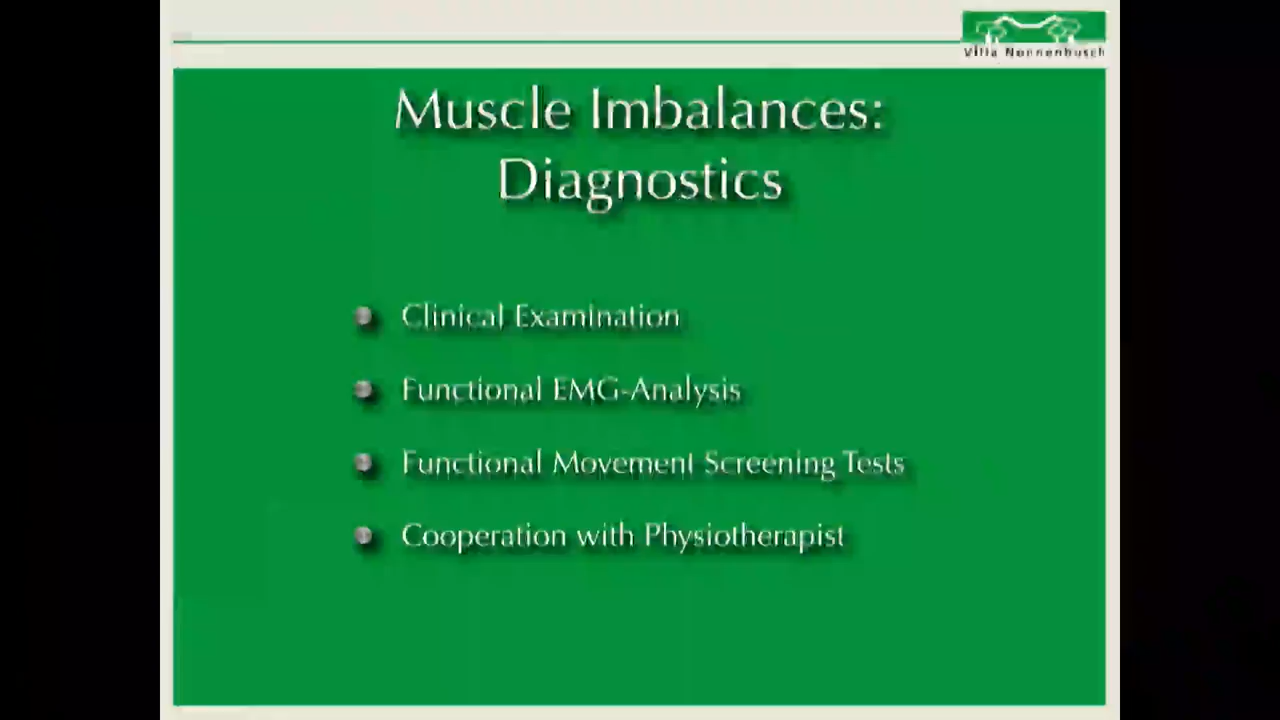 Villa Nonnenbusch
Muscle Imbalances:
Diagnostics
Clinical Examination
Functional EMG-Analysis
Functional Movement Screening Tests
Cooperation with Physiotherapist